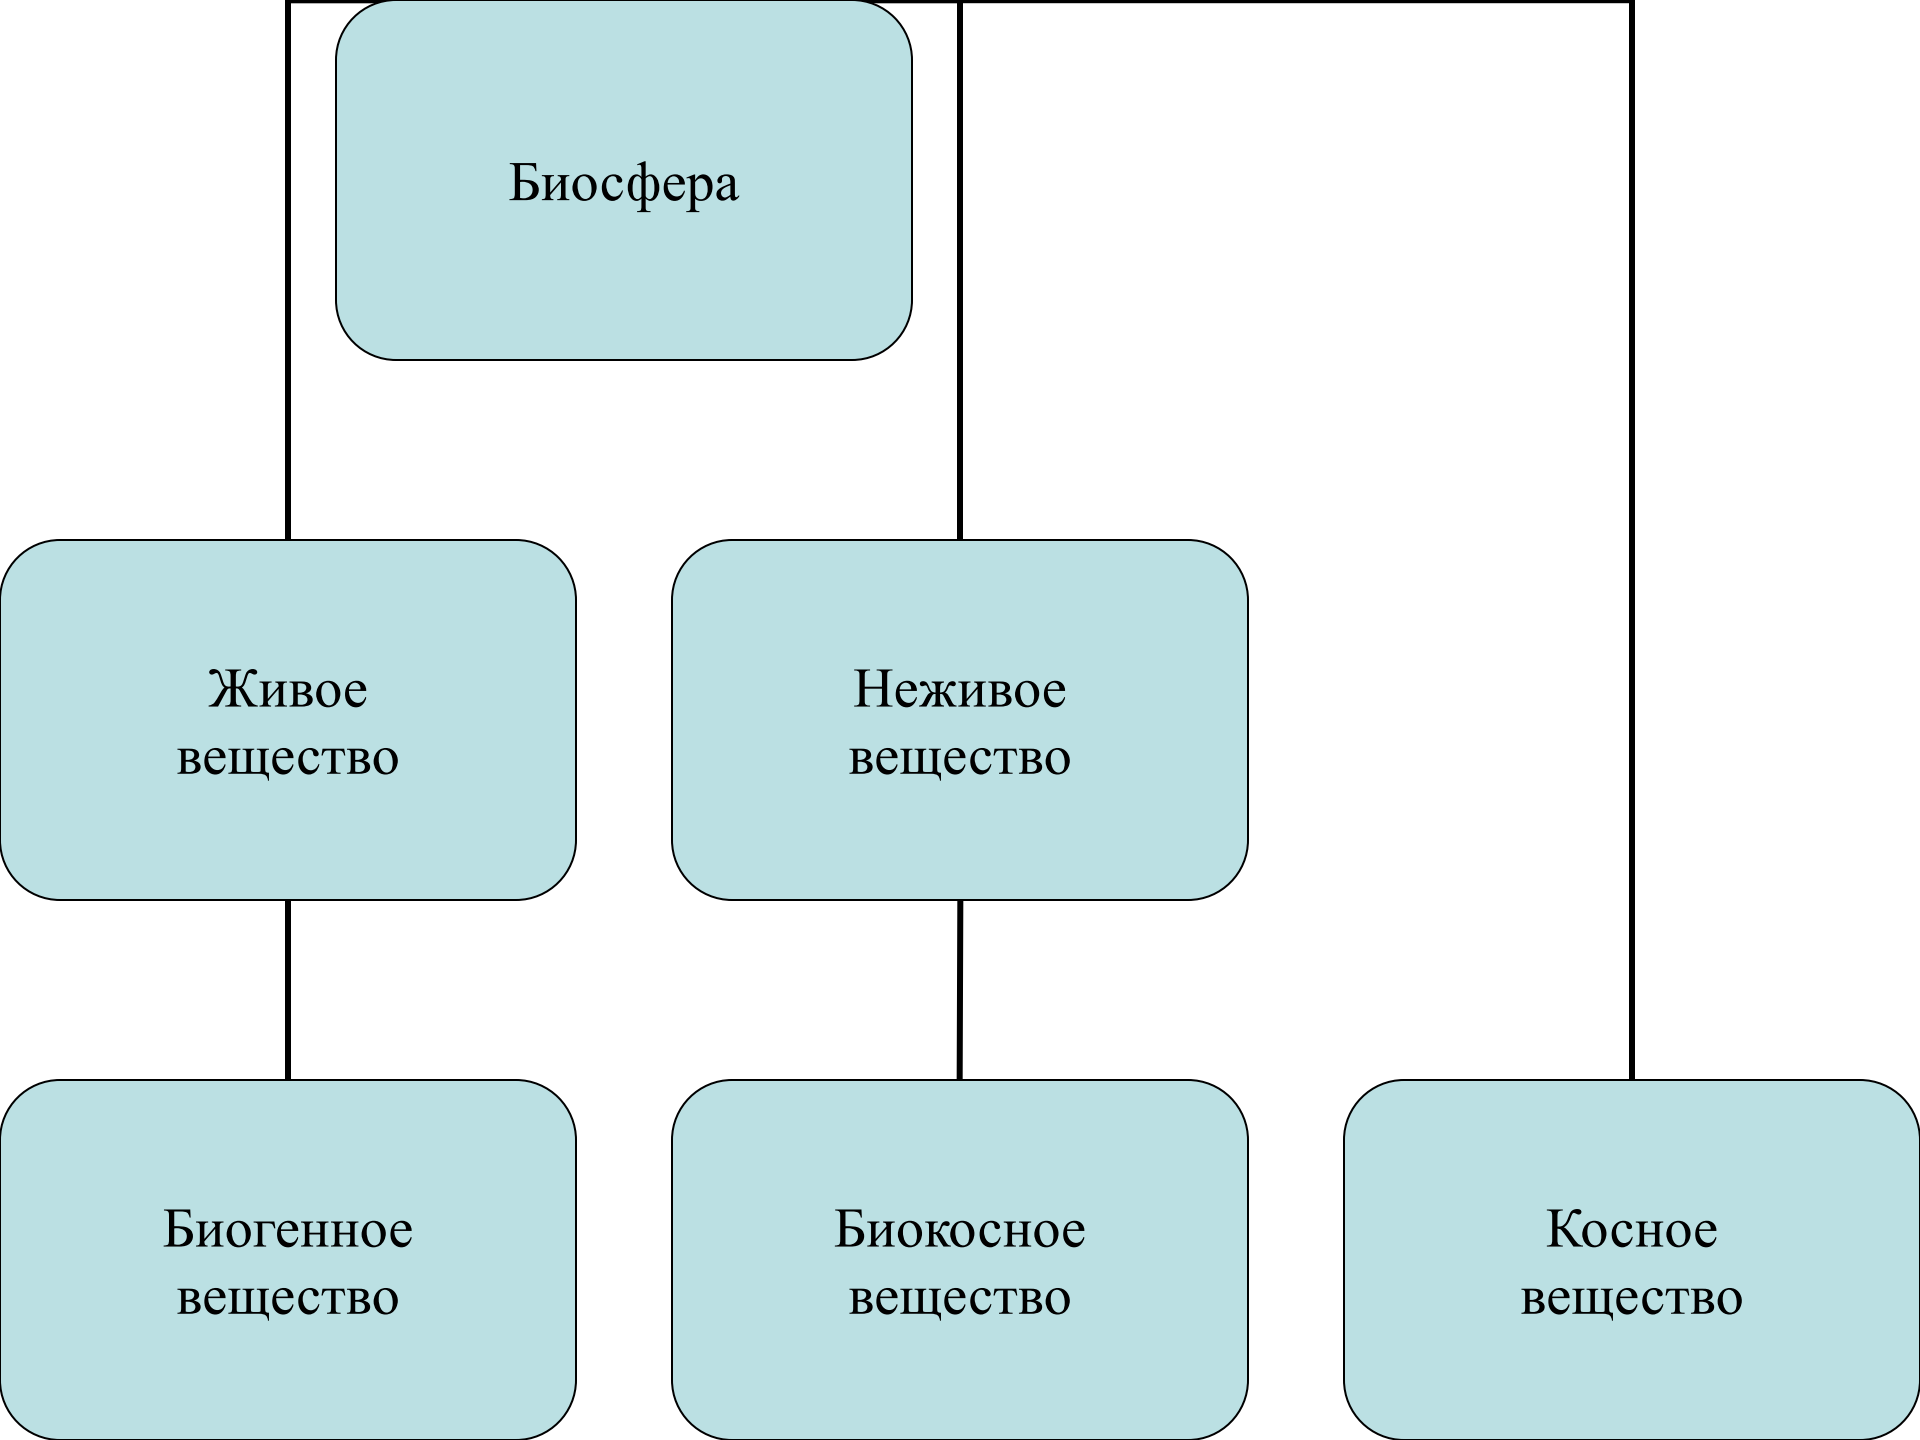 Биосфера
Живое
вещество
Неживое
вещество
Биогенное
вещество
Биокосное
вещество
Косное
вещество